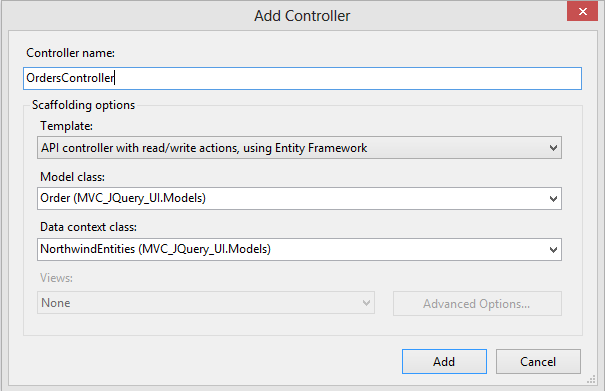 Add Controller
Controller name:
OrdersController
Scaffolding options
Template:
API controller with read/write actions, using Entity Framework
Model class:
Order (MVC_JQuery_UI.Models)
Data context class:
NorthwindEntities (MVC_JQuery_UI.Models)
Views:
None
Advanced Options...
Add
Cancel